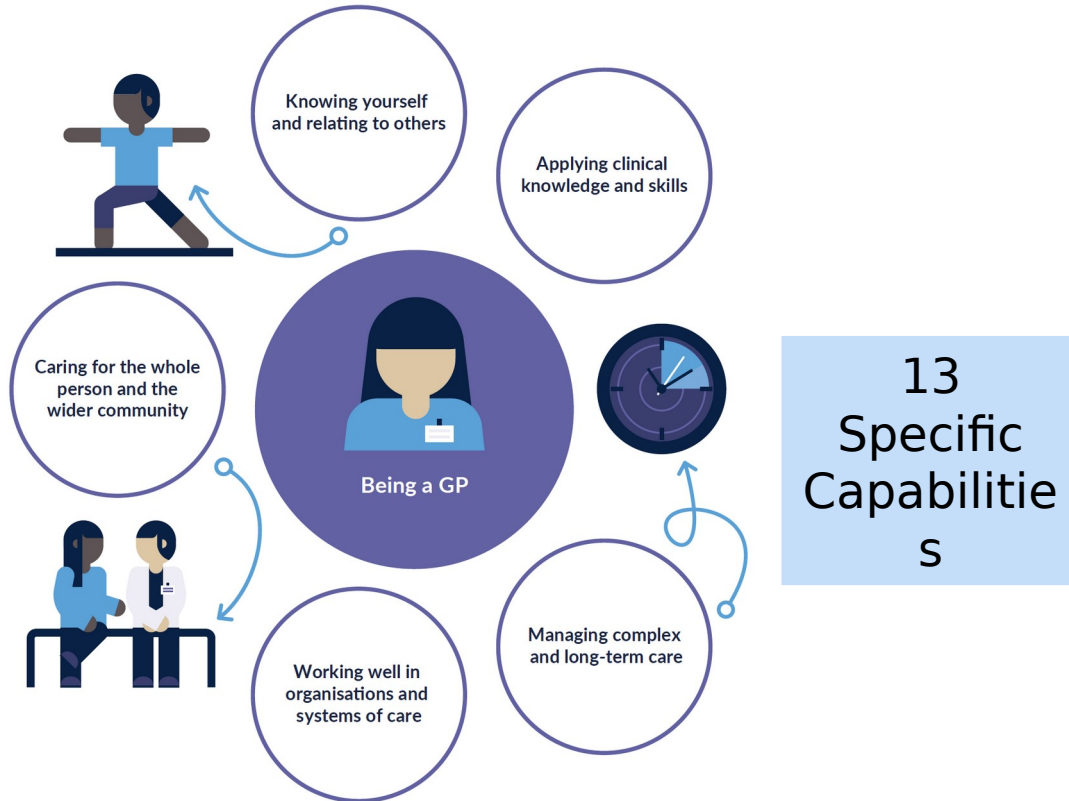 Knowing yourself
and relating to others
Applying clinical
knowledge and skills
Caring for the whole
person and the
wider community
Being a GP
13
Specific
Capabilitie
s
Managing complex
and long-term care
Working well in
organisations and
systems of care